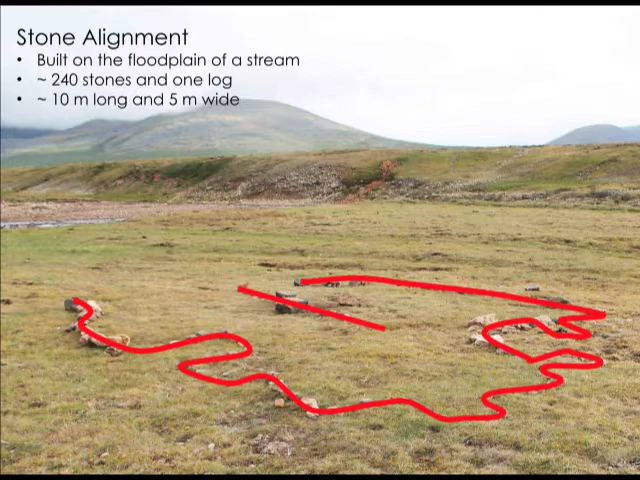 Stone Alignment
• Built on the floodplain of a stream
• ~ 240 stones and one log
• ~ 10 m long and 5 m wide